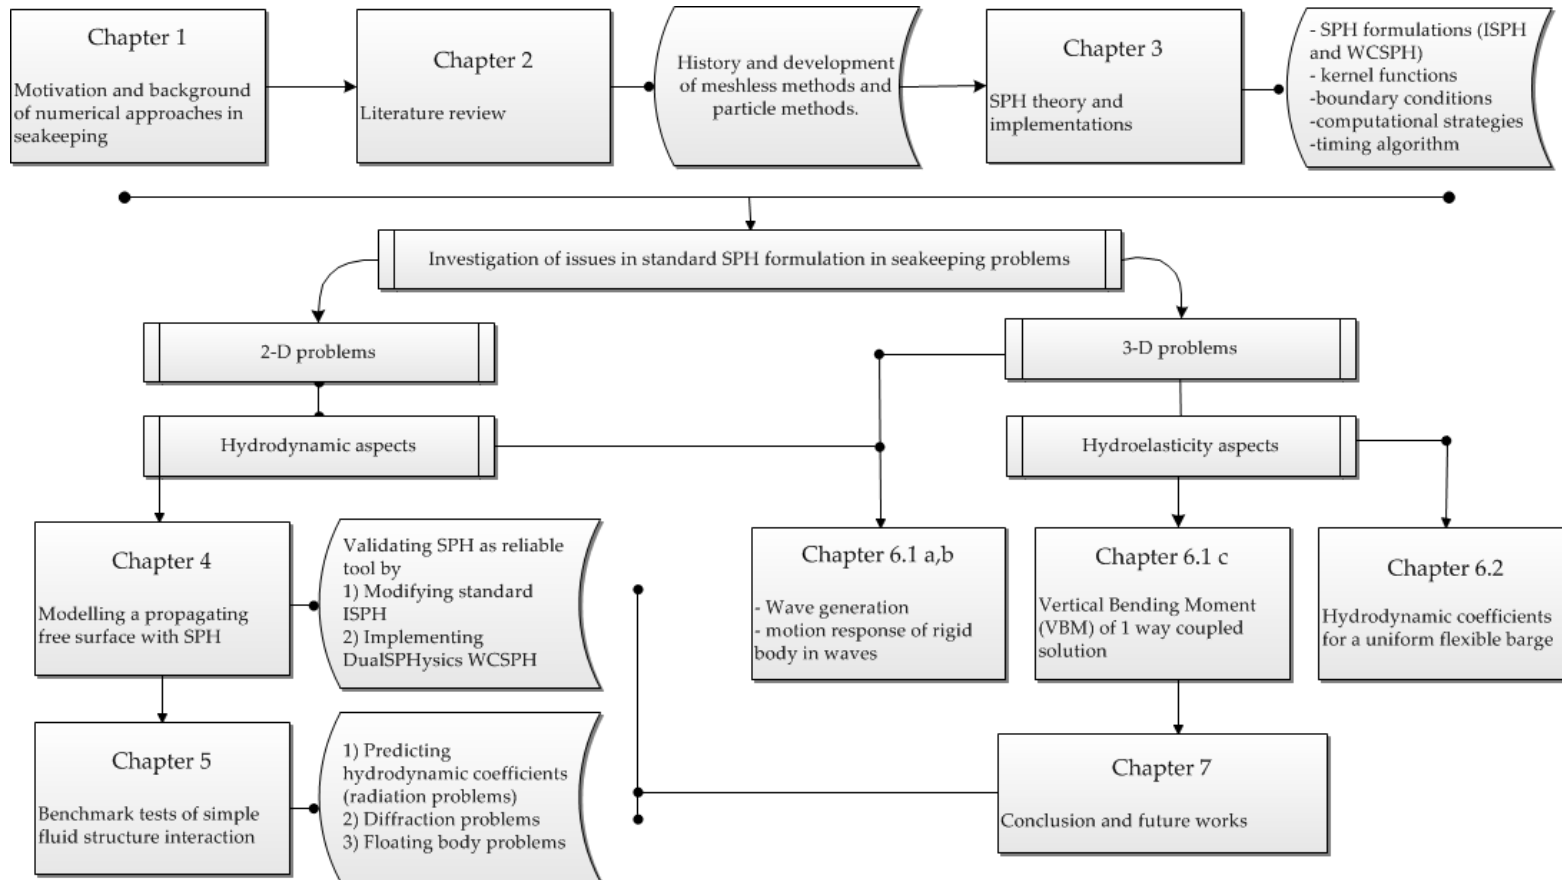 Chapter 1
Motivation and background
of numerical approaches in
seakeeping
Chapter 2
Literature review
History and development
of meshless methods and
particle methods.
Chapter 3
SPH theory and
implementations
- SPH formulations (ISPH
and WCSPH)
- kernel functions
-boundary conditions
-computational strategies
-timing algorithm
Investigation of issues in standard SPH formulation in seakeeping problems
2-D problems
3-D problems
Hydrodynamic aspects
Hydroelasticity aspects
Chapter 4
Modelling a propagating
free surface with SPH
Validating SPH as reliable
tool by
1) Modifying standard
ISPH
2) Implementing
DualSPHysics WCSPH
Chapter 6.1 a,b
- Wave generation
- motion response of rigid
body in waves
Chapter 6.1 c
Vertical Bending Moment
(VBM) of 1 way coupled
solution
Chapter 6.2
Hydrodynamic coefficients
for a uniform flexible barge
Chapter 5
Benchmark tests of simple
fluid structure interaction
1) Predicting
hydrodynamic coefficients
(radiation problems)
2) Diffraction problems
3) Floating body problems
Chapter 7
Conclusion and future works